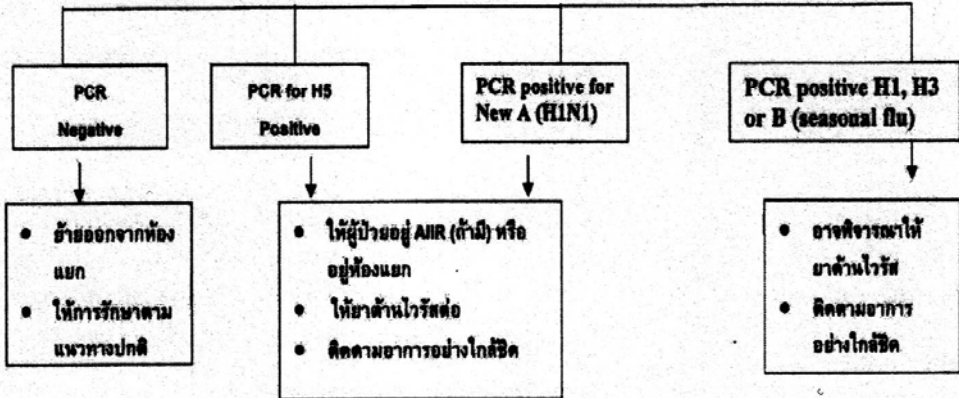 PCR
Negative
PCR for H5
Positive
PCR positive for
New A (H1N1)
PCR positive H1, H3
or B (seasonal flu)
• ย้ายออกจากห้อง
แยก
• ให้การรักษาตาม
แนวทางปกติ
• ให้ผู้ป่วยอยู่ AIIR (ถ้ามี) หรือ
อยู่ห้องแยก
• ให้ยาต้านไวรัสต่อ
• ติดตามอาการอย่างใกล้ชิด
• อาจพิจารณาให้
ยาต้านไวรัส
• ติดตามอาการ
อย่างใกล้ชิด